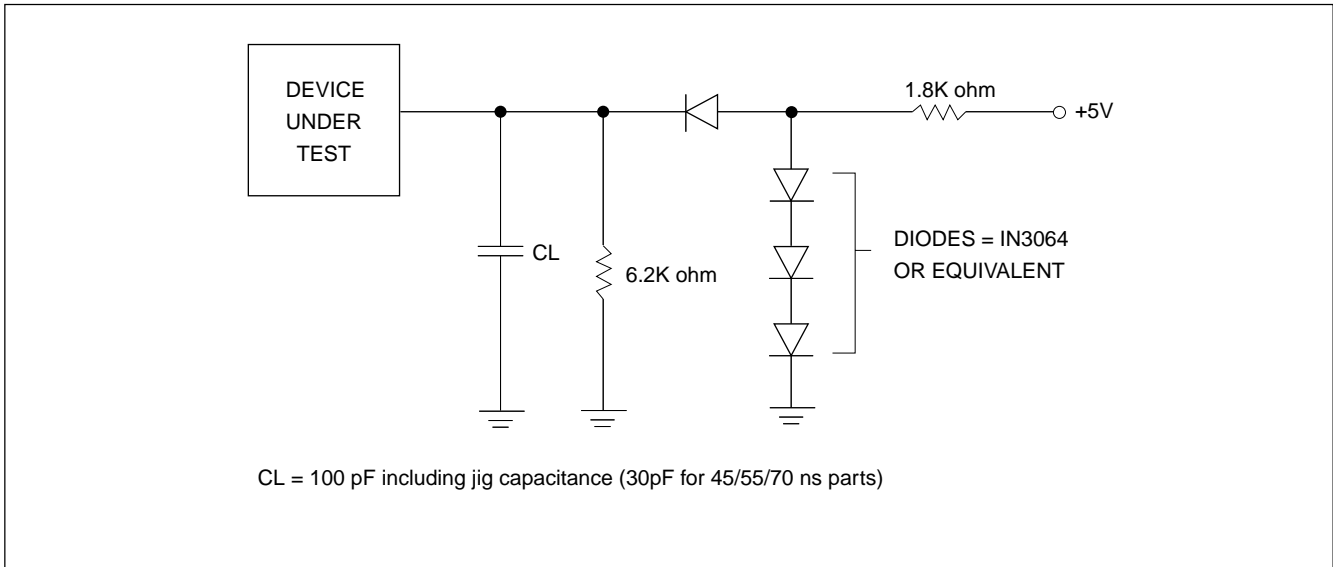 DEVICE
UNDER
TEST
1.8K ohm
+5V
CL
6.2K ohm
DIODES = IN3064
OR EQUIVALENT
CL = 100 pF including jig capacitance (30pF for 45/55/70 ns parts)